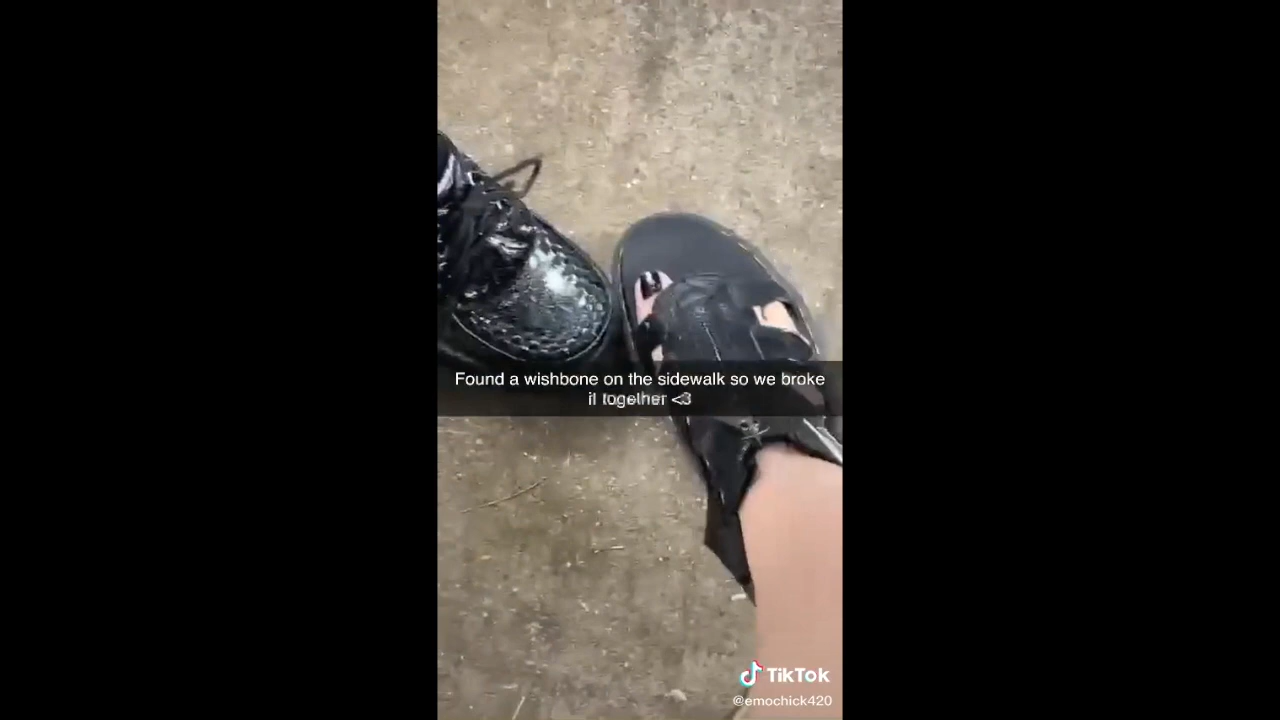 Found a wishbone on the sidewalk so we broke
it together <3
TikTok
@emochick420